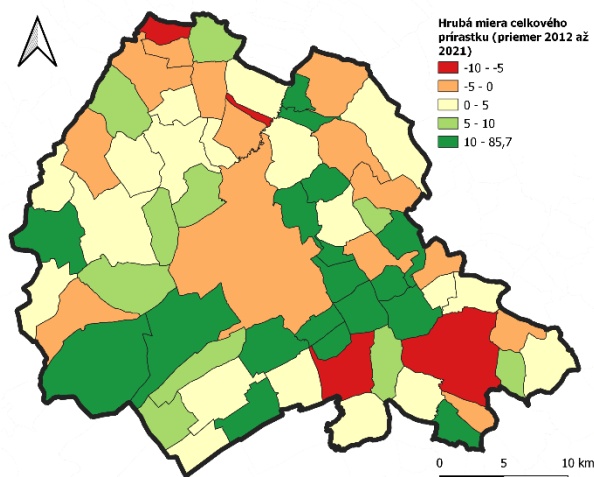 Hrubá miera celkového
prírastku (priemer 2012 až
2021)
-10 - -5
-5 - 0
0 - 5
5 - 10
10 - 85,7
0 5 10 km